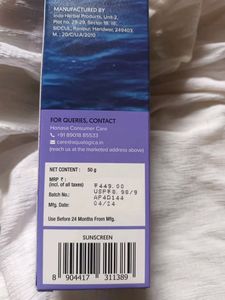 MANUFACTURED BY
Indo Herbal Products, Unit 2,
Plot no. 28-29, Sector- 1B, IIE,
SIDCUL, Ranipur, Haridwar, 249403
M.: 20/C/UA/2010
FOR QUERIES, CONTACT
Honasa Consumer Care
+91 89018 85533
care@aqualogica.in
(reach us at the marketed address above)
NET CONTENT: 50 g
MRP ₹ : ₹449.00
(incl. of all taxes) USP₹8.98/g
Batch No.: AP4D144
Mfg. Date: 04/24
Use Before 24 Months From Mfg.
SUNSCREEN
8 904417 311389